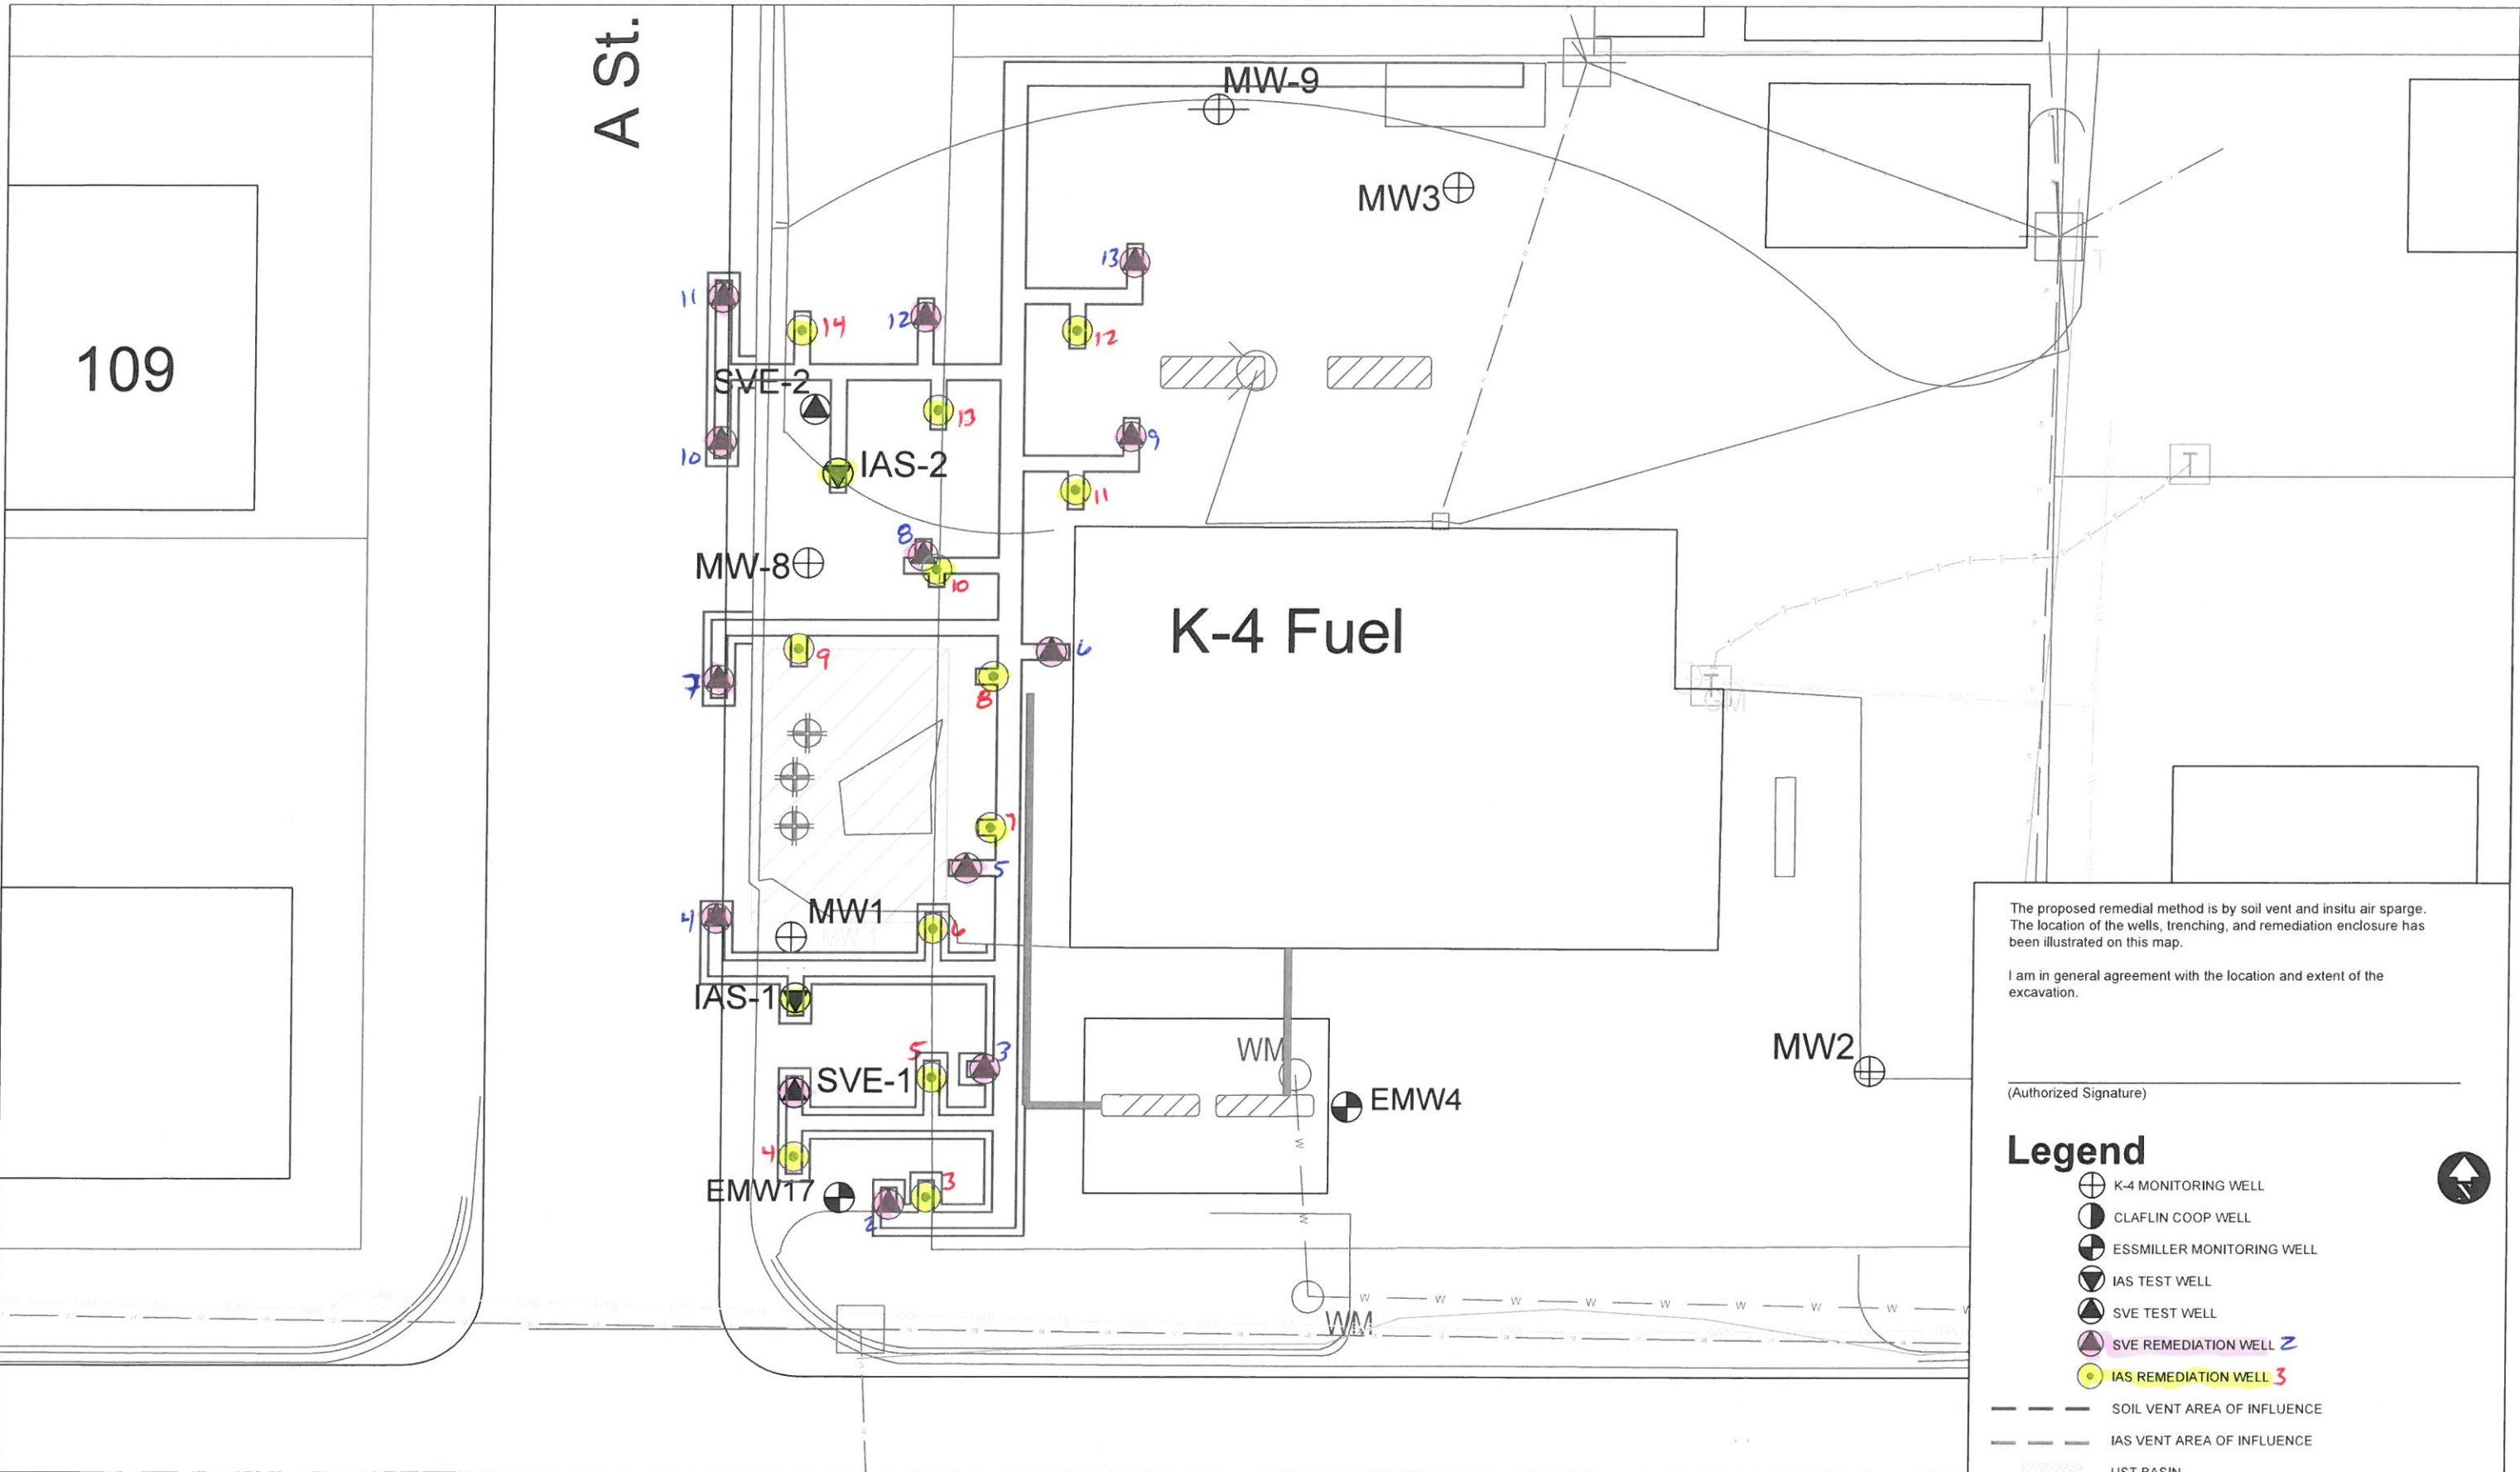 A St.
MW-9
MW3
13
11
14
12
12
109
SVE-2
13
10
IAS-2
9
11
8
MW-8
10
K-4 Fuel
9
6
7
8
T
T
GM
7
5
4
MW1
MW-1
6
IAS-1
5
3
SVE-1
WM
EMW4
MW2
4
EMW17
3
2
WM
The proposed remedial method is by soil vent and insitu air sparge.
The location of the wells, trenching, and remediation enclosure has
been illustrated on this map.
I am in general agreement with the location and extent of the
excavation.
(Authorized Signature)
Legend
N
K-4 MONITORING WELL
CLAFLIN COOP WELL
ESSMILLER MONITORING WELL
IAS TEST WELL
SVE TEST WELL
SVE REMEDIATION WELL 2
IAS REMEDIATION WELL 3
SOIL VENT AREA OF INFLUENCE
IAS VENT AREA OF INFLUENCE
UST BASIN